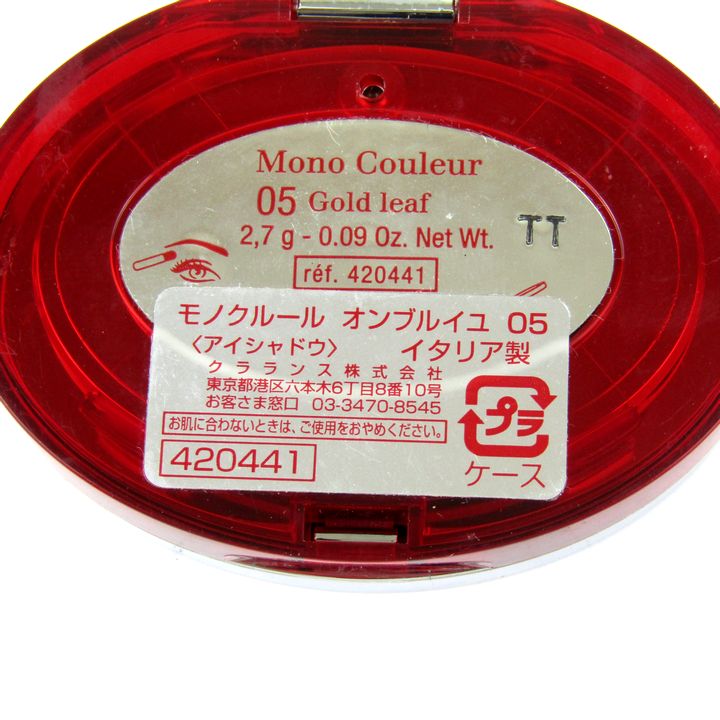 Mono Couleur
05 Gold leaf
2,7 g - 0.09 Oz. Net Wt.
TT
réf. 420441
モノクルール オンブルイユ 05
〈アイシャドウ〉 イタリア製
クラランス株式会社
東京都港区六本木6丁目8番10号
お客さま窓口 03-3470-8545
お肌に合わないときは、ご使用をおやめください。
420441
プラ
ケース